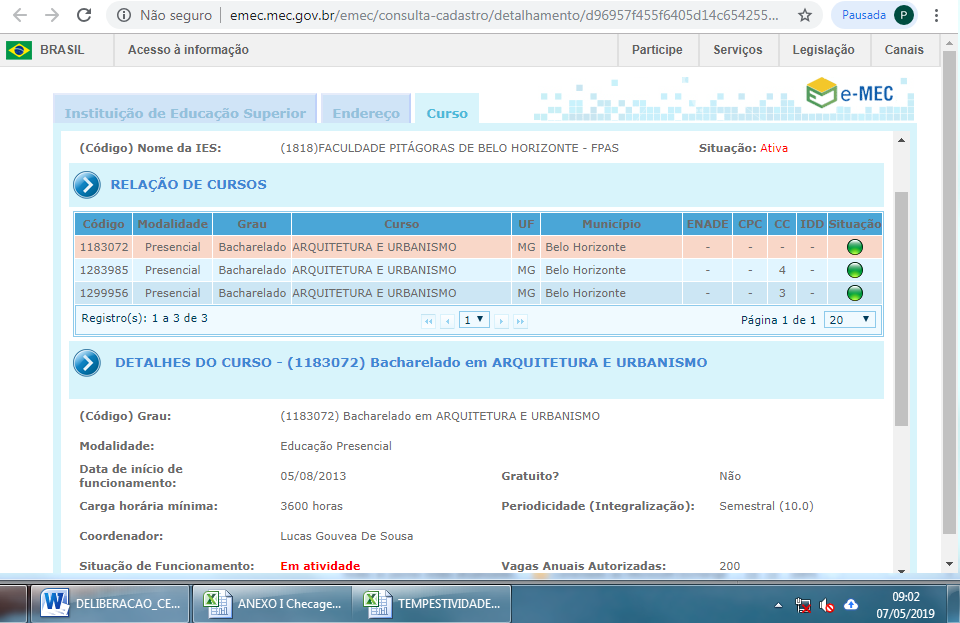 Não seguro emec.mec.gov.br/emec/consulta-cadastro/detalhamento/d96957f455f6405d14c654255... Pausada P
BRASIL Acesso à informação Participe Serviços Legislação Canais
e-MEC
Instituição de Educação Superior Endereço Curso
(Código) Nome da IES: (1818)FACULDADE PITÁGORAS DE BELO HORIZONTE - FPAS Situação: Ativa
RELAÇÃO DE CURSOS
Código Modalidade Grau Curso UF Município ENADE CPC CC IDD Situação
1183072 Presencial Bacharelado ARQUITETURA E URBANISMO MG Belo Horizonte - - - -
1283985 Presencial Bacharelado ARQUITETURA E URBANISMO MG Belo Horizonte - - 4 -
1299956 Presencial Bacharelado ARQUITETURA E URBANISMO MG Belo Horizonte - - 3 -
Registro(s): 1 a 3 de 3 1 Página 1 de 1 20
DETALHES DO CURSO - (1183072) Bacharelado em ARQUITETURA E URBANISMO
(Código) Grau: (1183072) Bacharelado em ARQUITETURA E URBANISMO
Modalidade: Educação Presencial
Data de início de
funcionamento: 05/08/2013 Gratuito? Não
Carga horária mínima: 3600 horas Periodicidade (Integralização): Semestral (10.0)
Coordenador: Lucas Gouvea De Sousa
Situação de Funcionamento: Em atividade Vagas Anuais Autorizadas: 200
DELIBERACAO_CE... ANEXO I Checage... TEMPESTIVIDADE... 09:02
07/05/2019